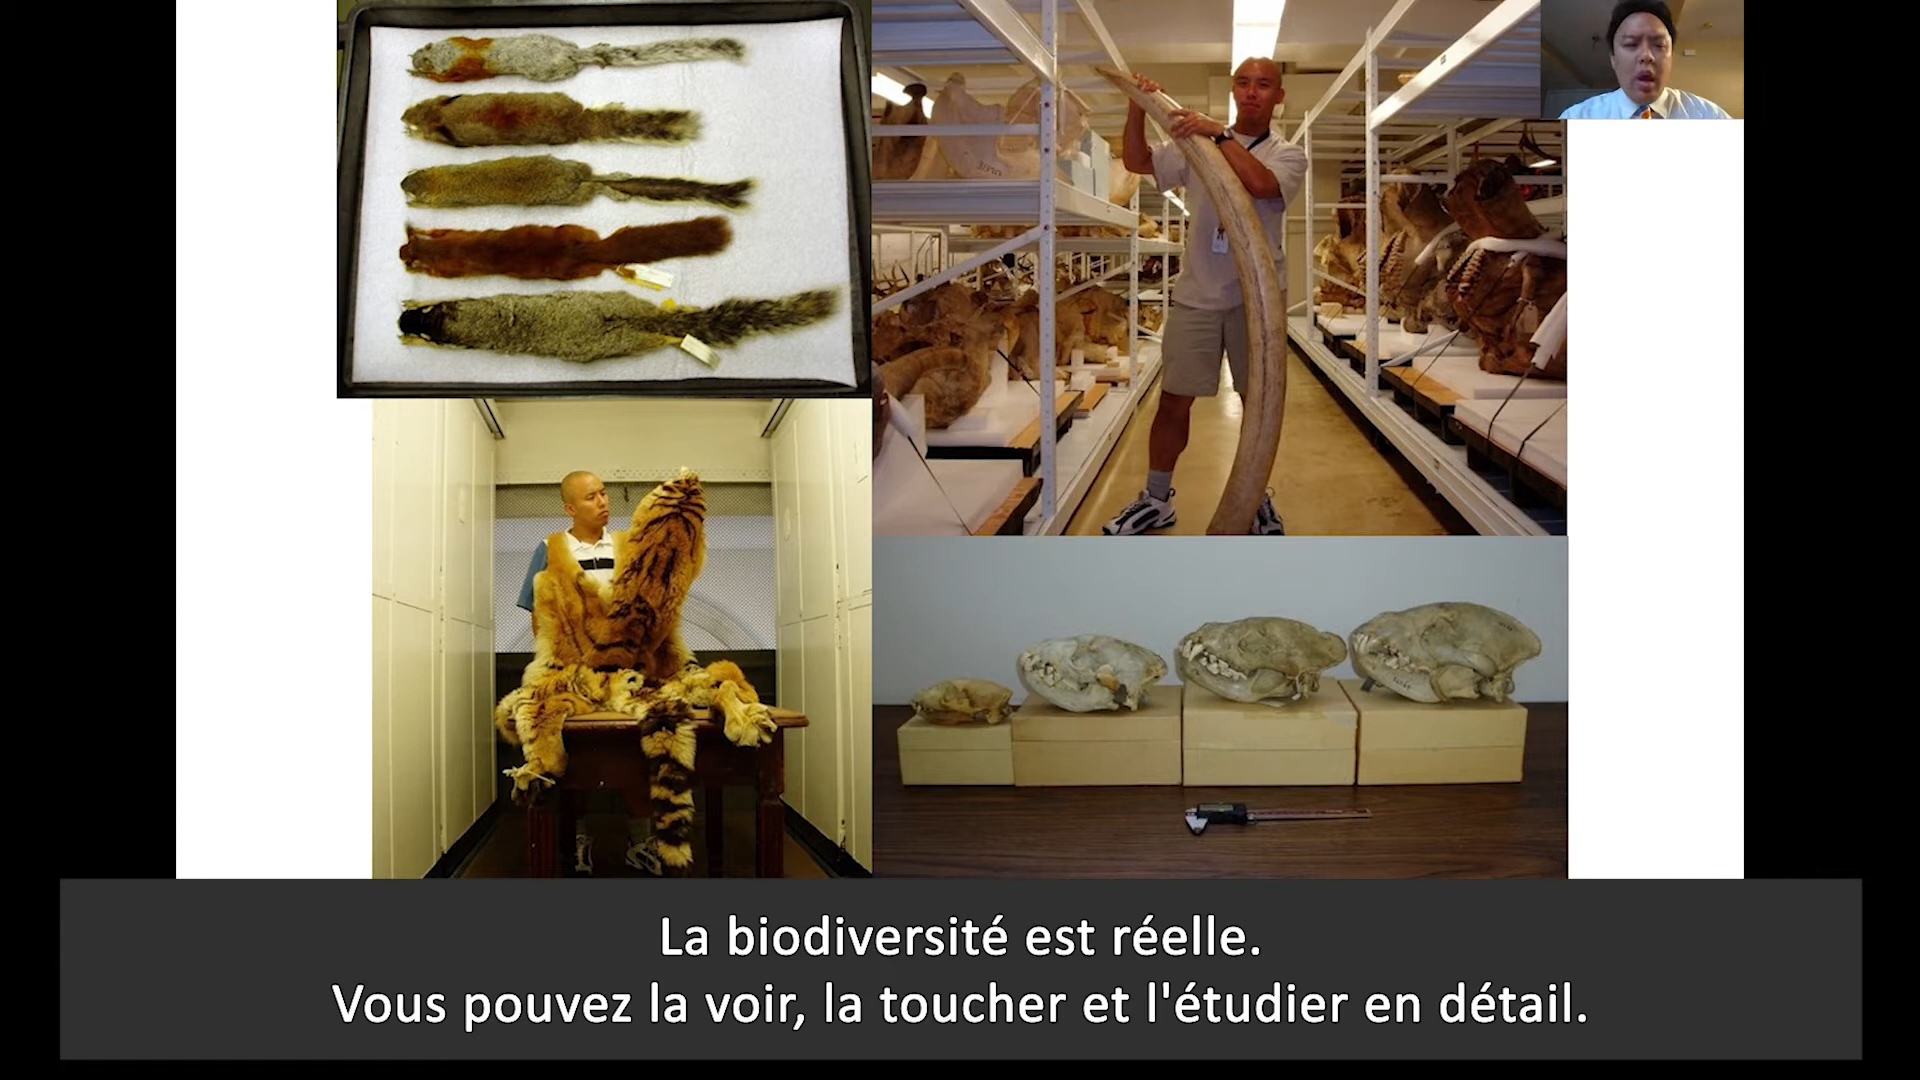 La biodiversité est réelle.
Vous pouvez la voir, la toucher et l'étudier en détail.